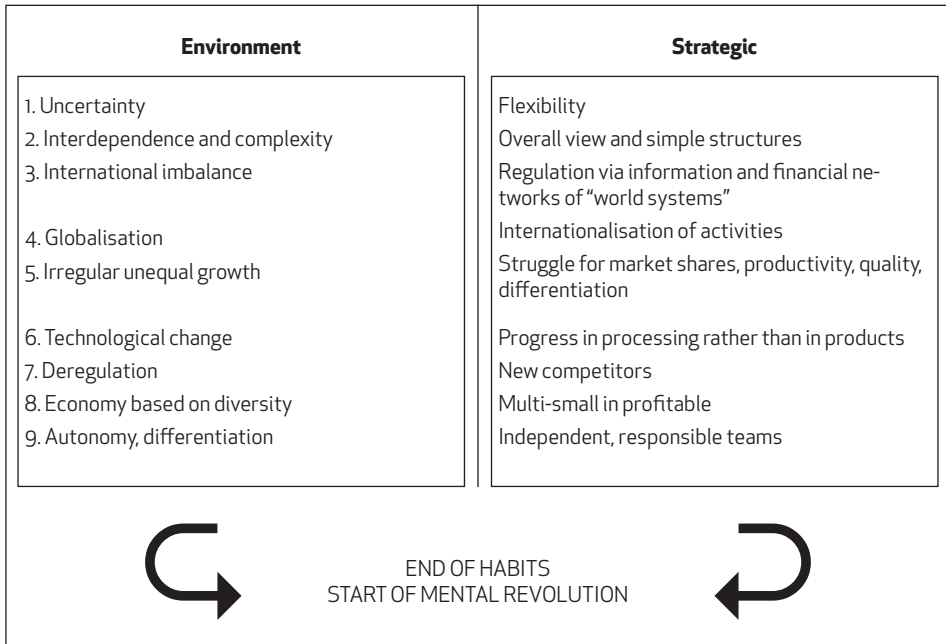 Environment
1. Uncertainty
2. Interdependence and complexity
3. International imbalance
4. Globalisation
5. Irregular unequal growth
6. Technological change
7. Deregulation
8. Economy based on diversity
9. Autonomy, differentiation
Strategic
Flexibility
Overall view and simple structures
Regulation via information and financial ne-
tworks of “world systems”
Internationalisation of activities
Struggle for market shares, productivity, quality,
differentiation
Progress in processing rather than in products
New competitors
Multi-small in profitable
Independent, responsible teams
END OF HABITS
START OF MENTAL REVOLUTION